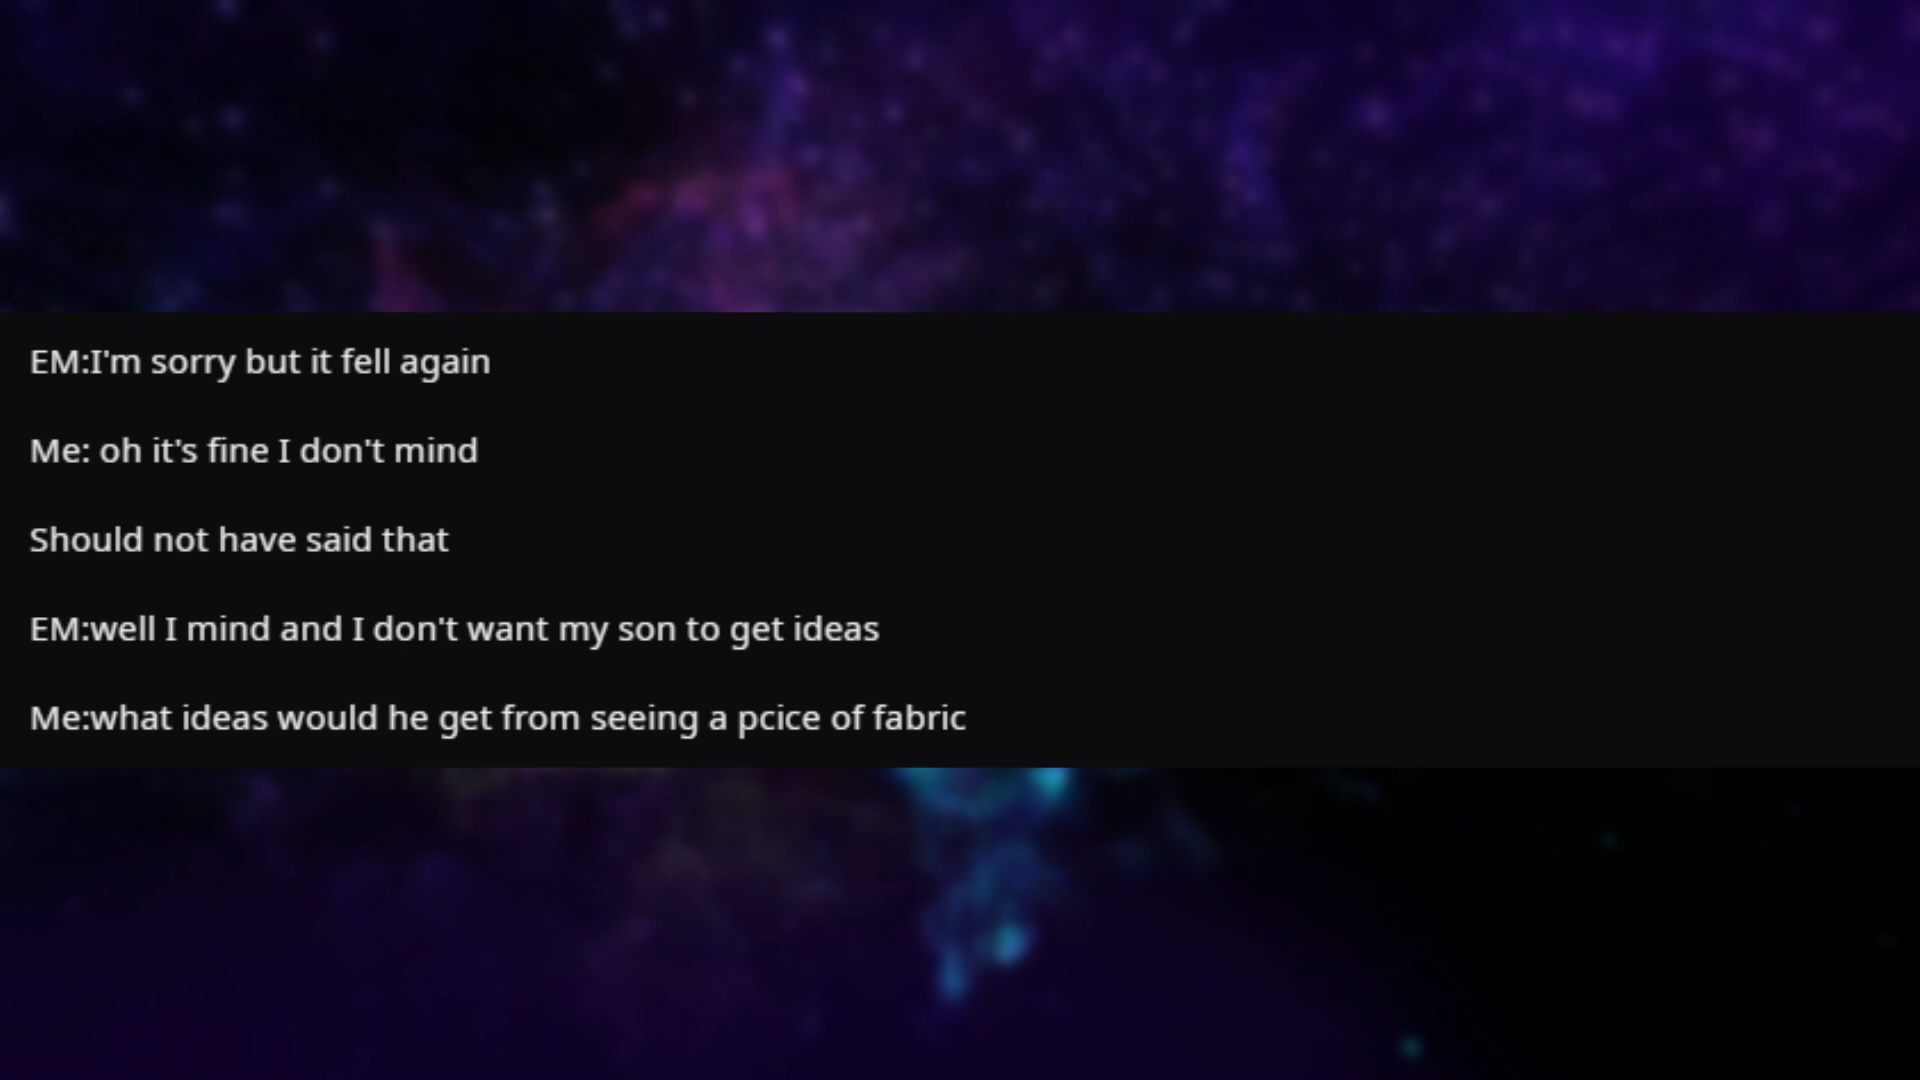 EM:I'm sorry but it fell again
Me: oh it's fine I don't mind
Should not have said that
EM:well I mind and I don't want my son to get ideas
Me:what ideas would he get from seeing a pcice of fabric